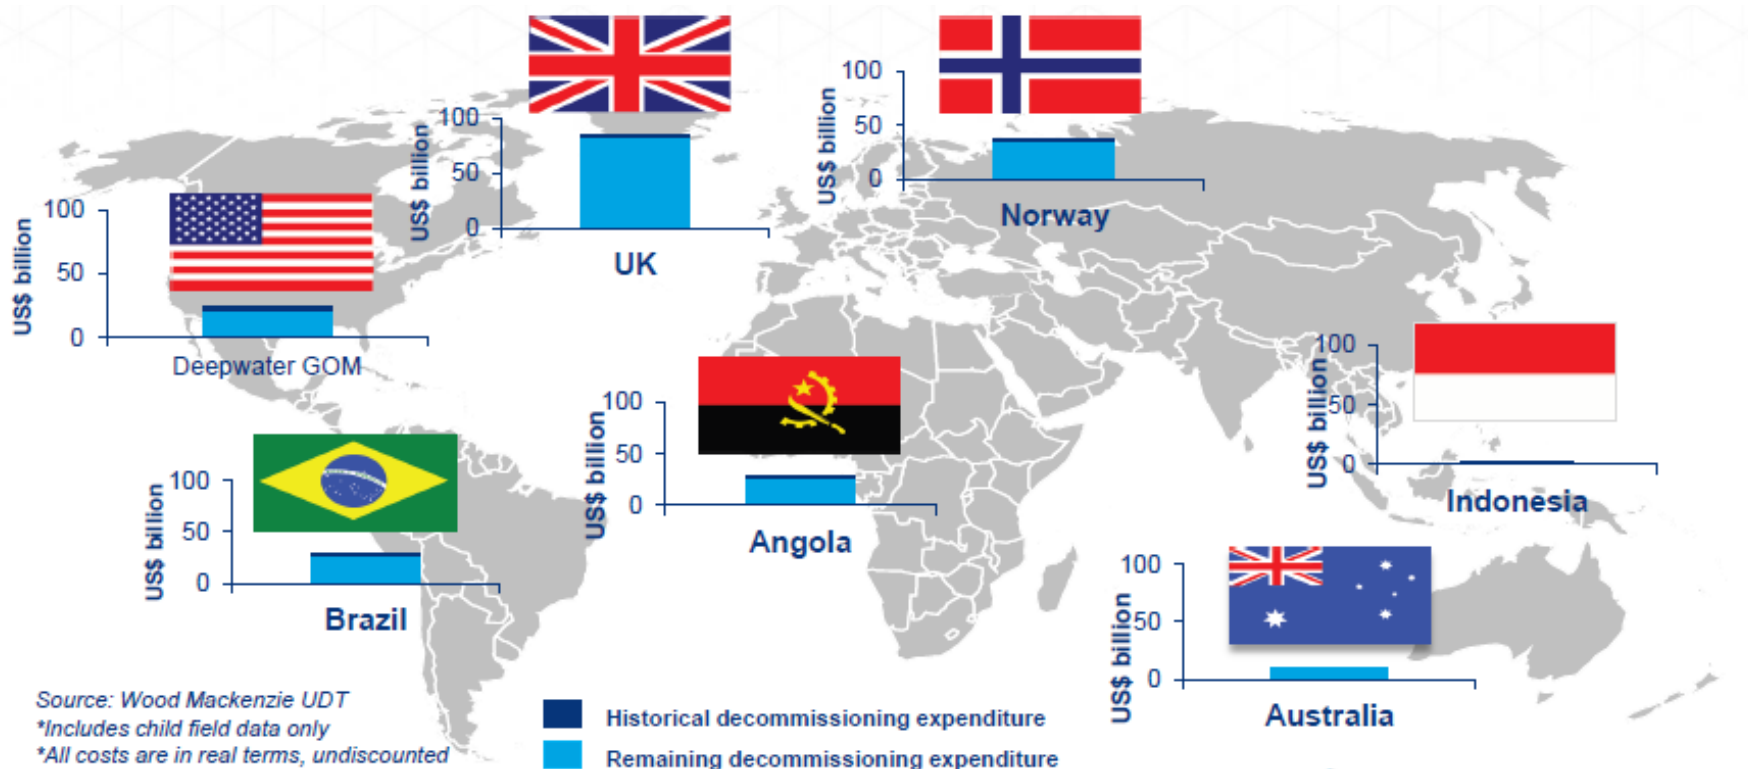 100
50
0
US$ billion
UK
100
50
0
US$ billion
Norway
100
50
0
US$ billion
Deepwater GOM
100
50
0
US$ billion
Angola
100
50
0
US$ billion
Indonesia
100
50
0
US$ billion
Brazil
100
50
0
US$ billion
Australia
Source: Wood Mackenzie UDT
*Includes child field data only
*All costs are in real terms, undiscounted
Historical decommissioning expenditure
Remaining decommissioning expenditure